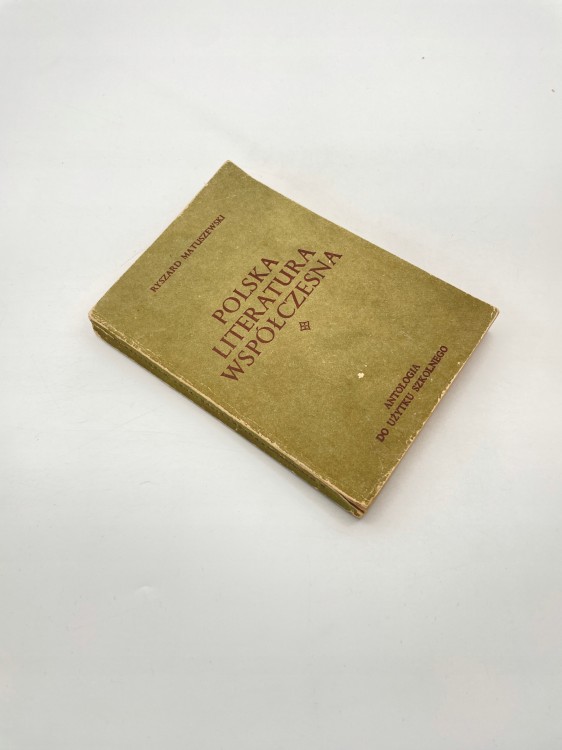 RYSZARD MATUSZEWSKI
POLSKA
LITERATURA
WSPÓŁCZESNA
ANTOLOGIA
DO UŻYTKU SZKOLNEGO